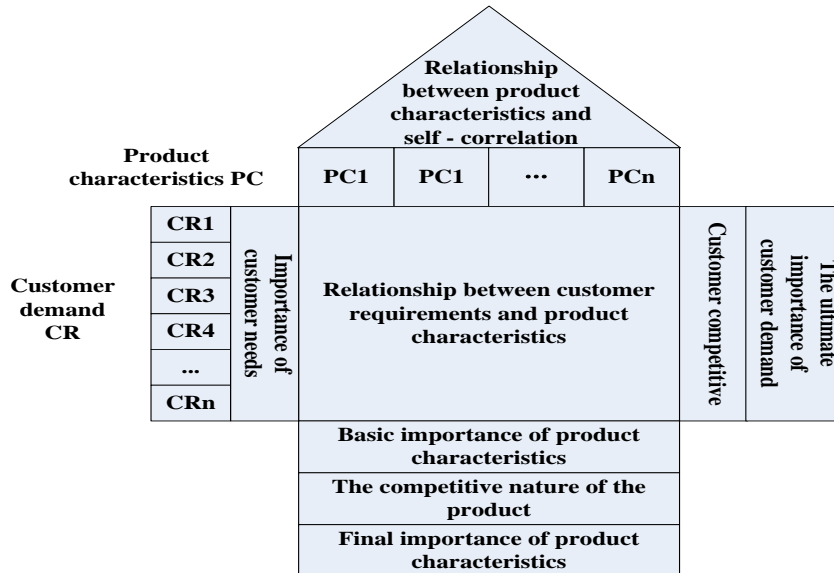 Relationship
between product
characteristics and
self - correlation
Product
characteristics PC
PC1
PC1
...
PCn
CR1
CR2
CR3
CR4
...
CRn
Customer
demand
CR
Importance of
customer needs
Relationship between customer
requirements and product
characteristics
Customer competitive
The ultimate
importance of
customer demand
Basic importance of product
characteristics
The competitive nature of the
product
Final importance of product
characteristics